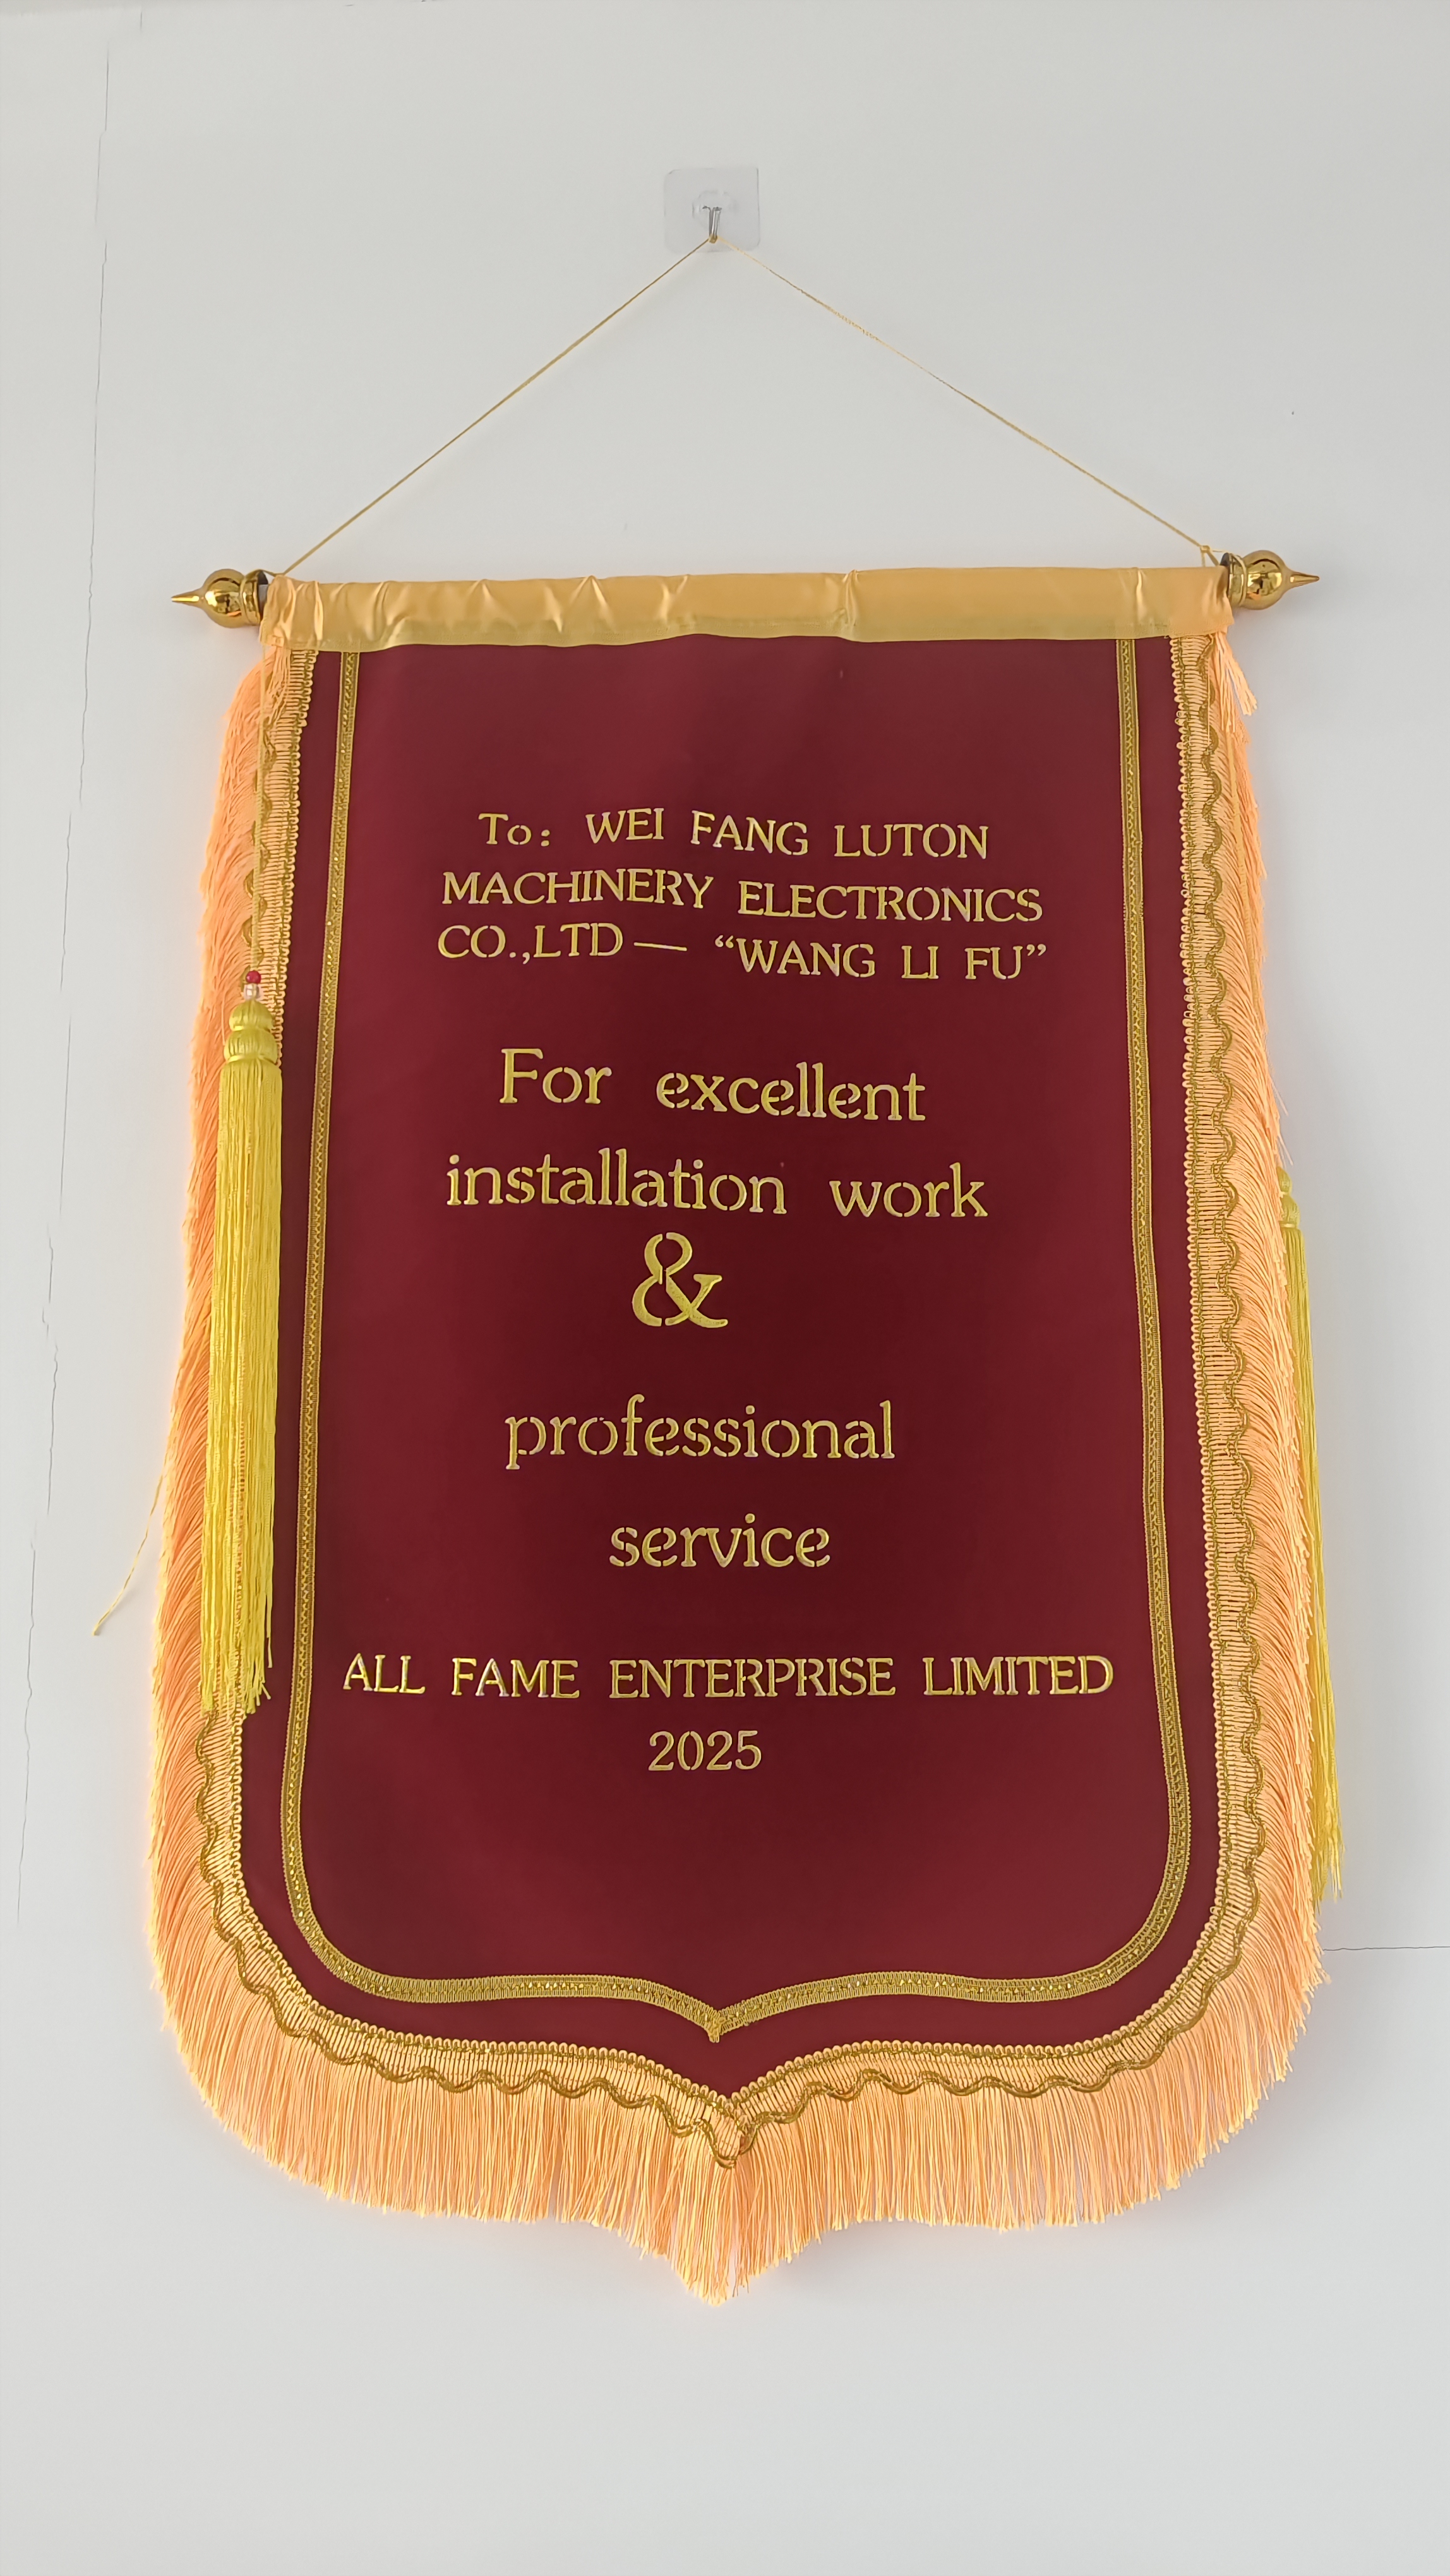 To: WEI FANG LUTON
MACHINERY ELECTRONICS
CO.,LTD — “WANG LI FU”
For excellent
installation work
&
professional
service
ALL FAME ENTERPRISE LIMITED
2025